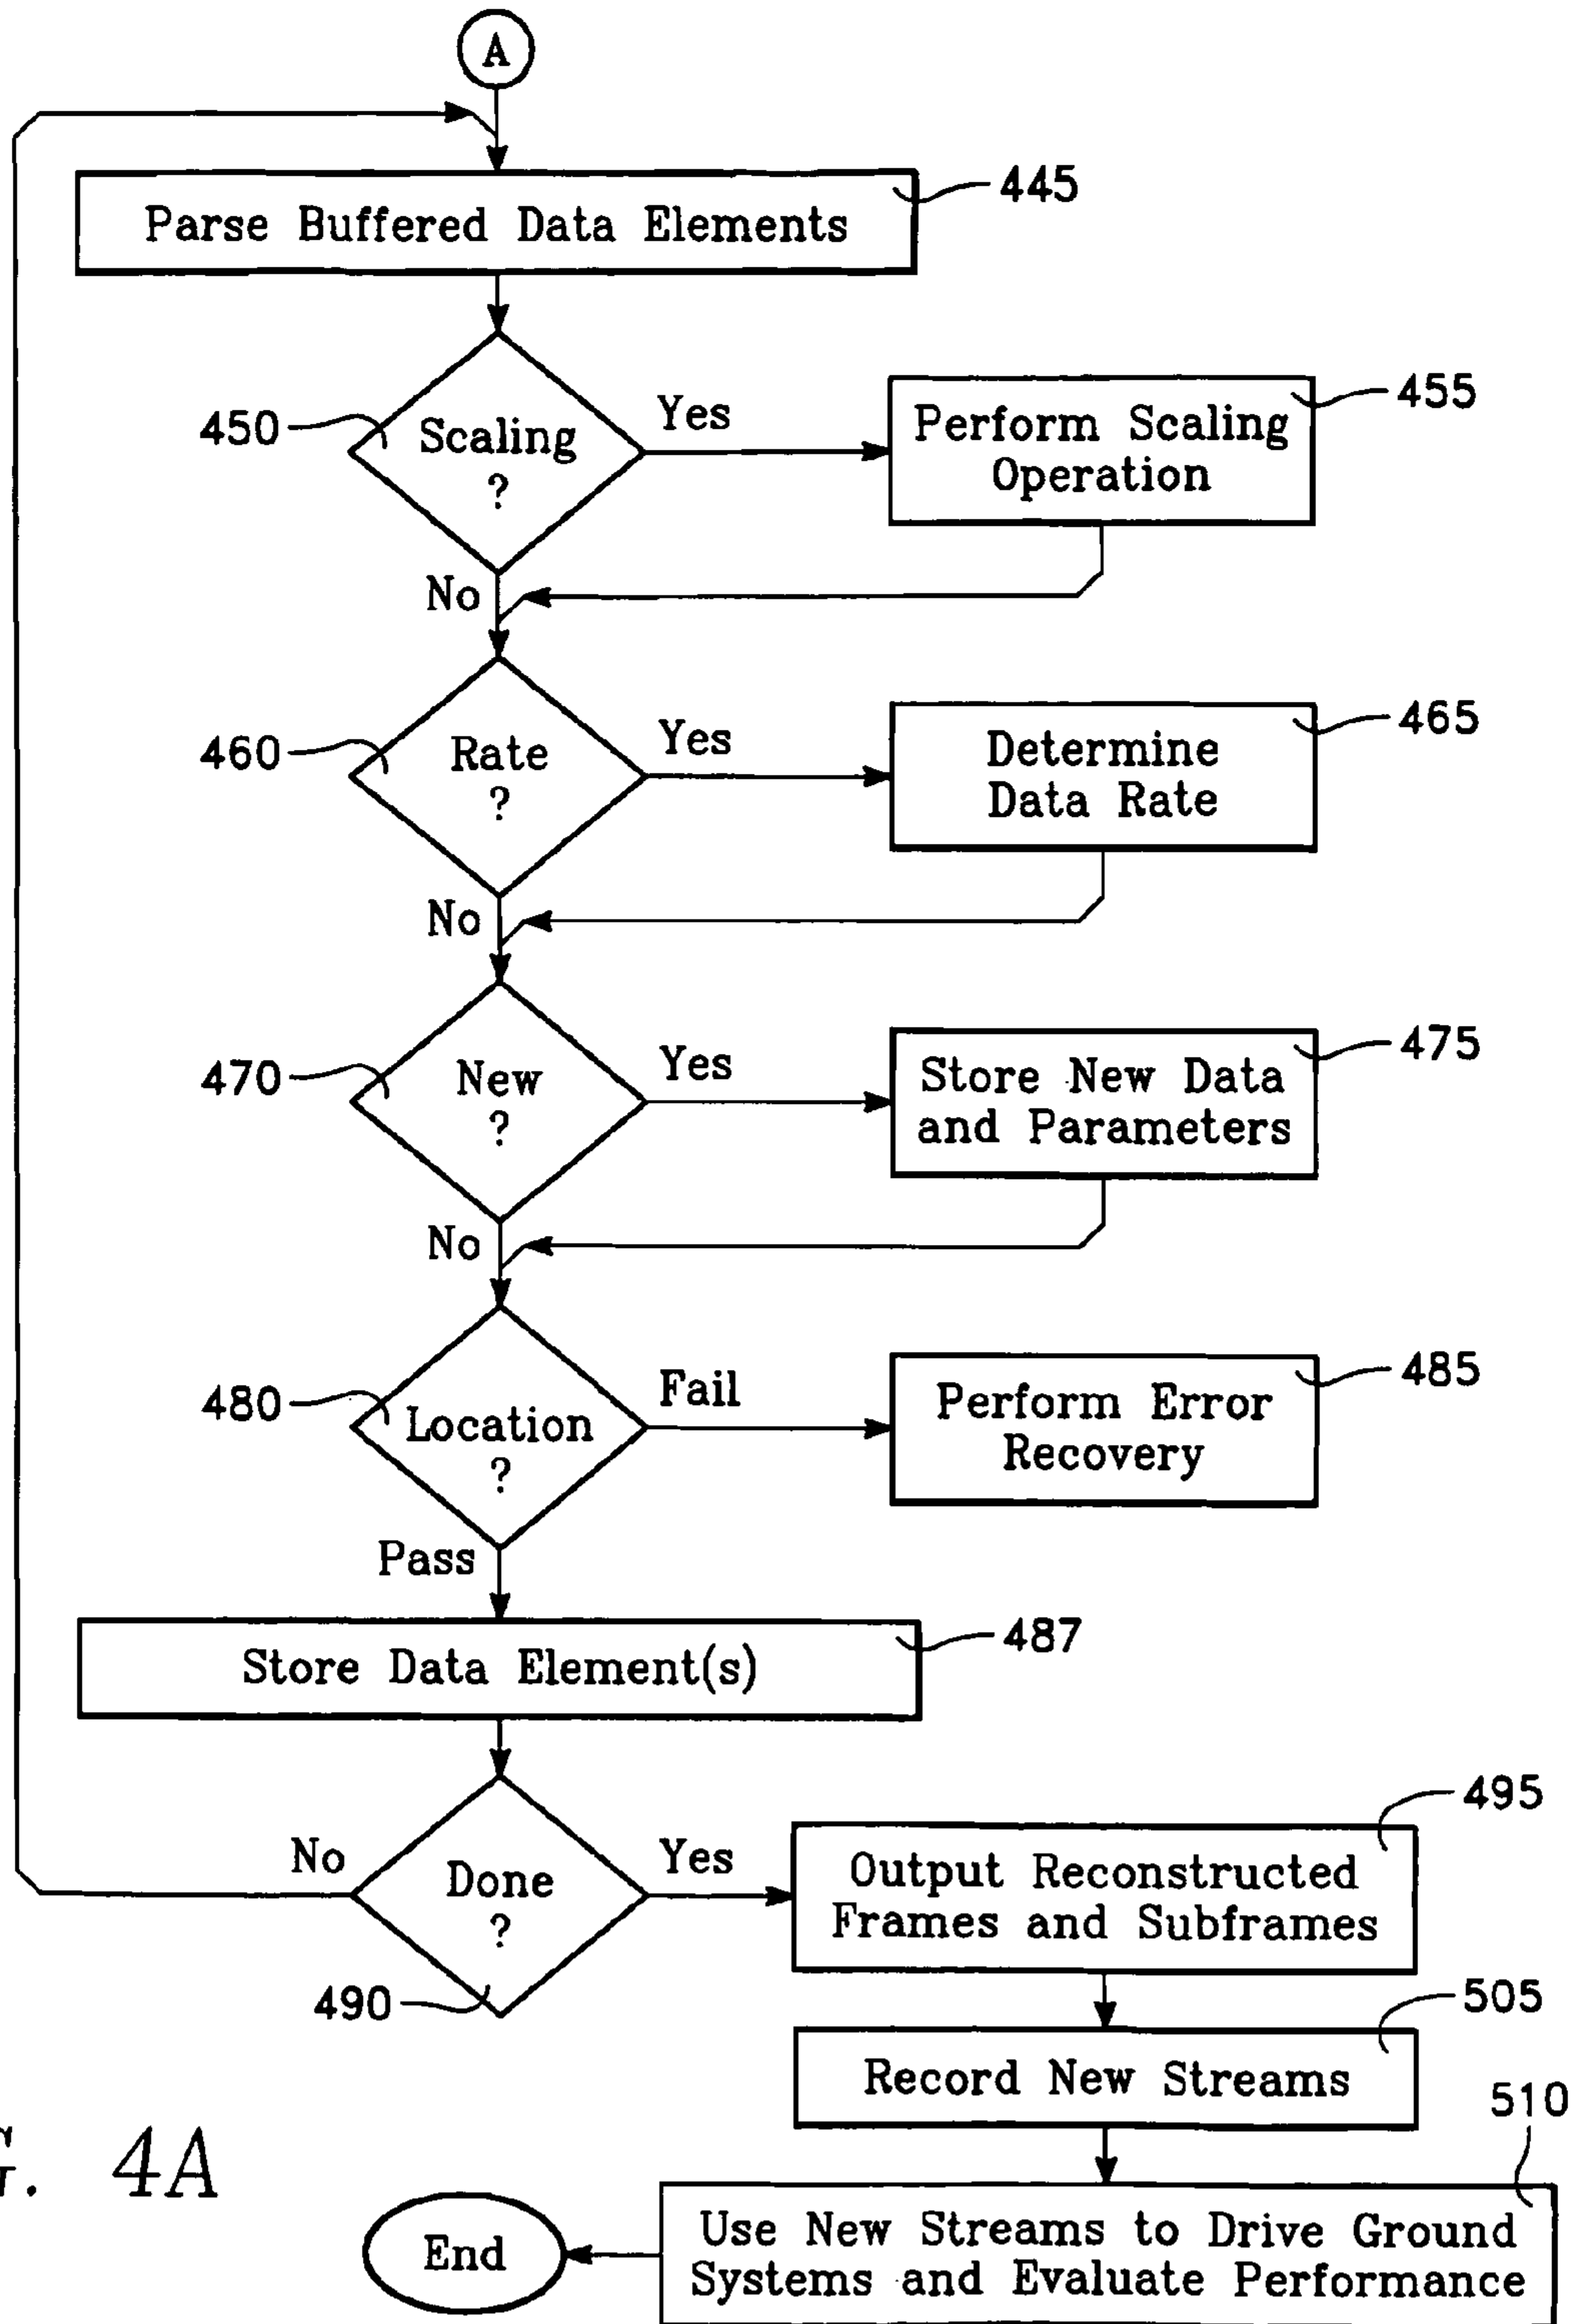 A
445
Parse Buffered Data Elements
450
Scaling
?
Yes
455
Perform Scaling
Operation
No
460
Rate
?
Yes
465
Determine
Data Rate
No
470
New
?
Yes
475
Store New Data
and Parameters
No
480
Location
?
Fail
485
Perform Error
Recovery
Pass
487
Store Data Element(s)
No
Done
?
490
Yes
495
Output Reconstructed
Frames and Subframes
505
Record New Streams
510
Use New Streams to Drive Ground
Systems and Evaluate Performance
End
4A